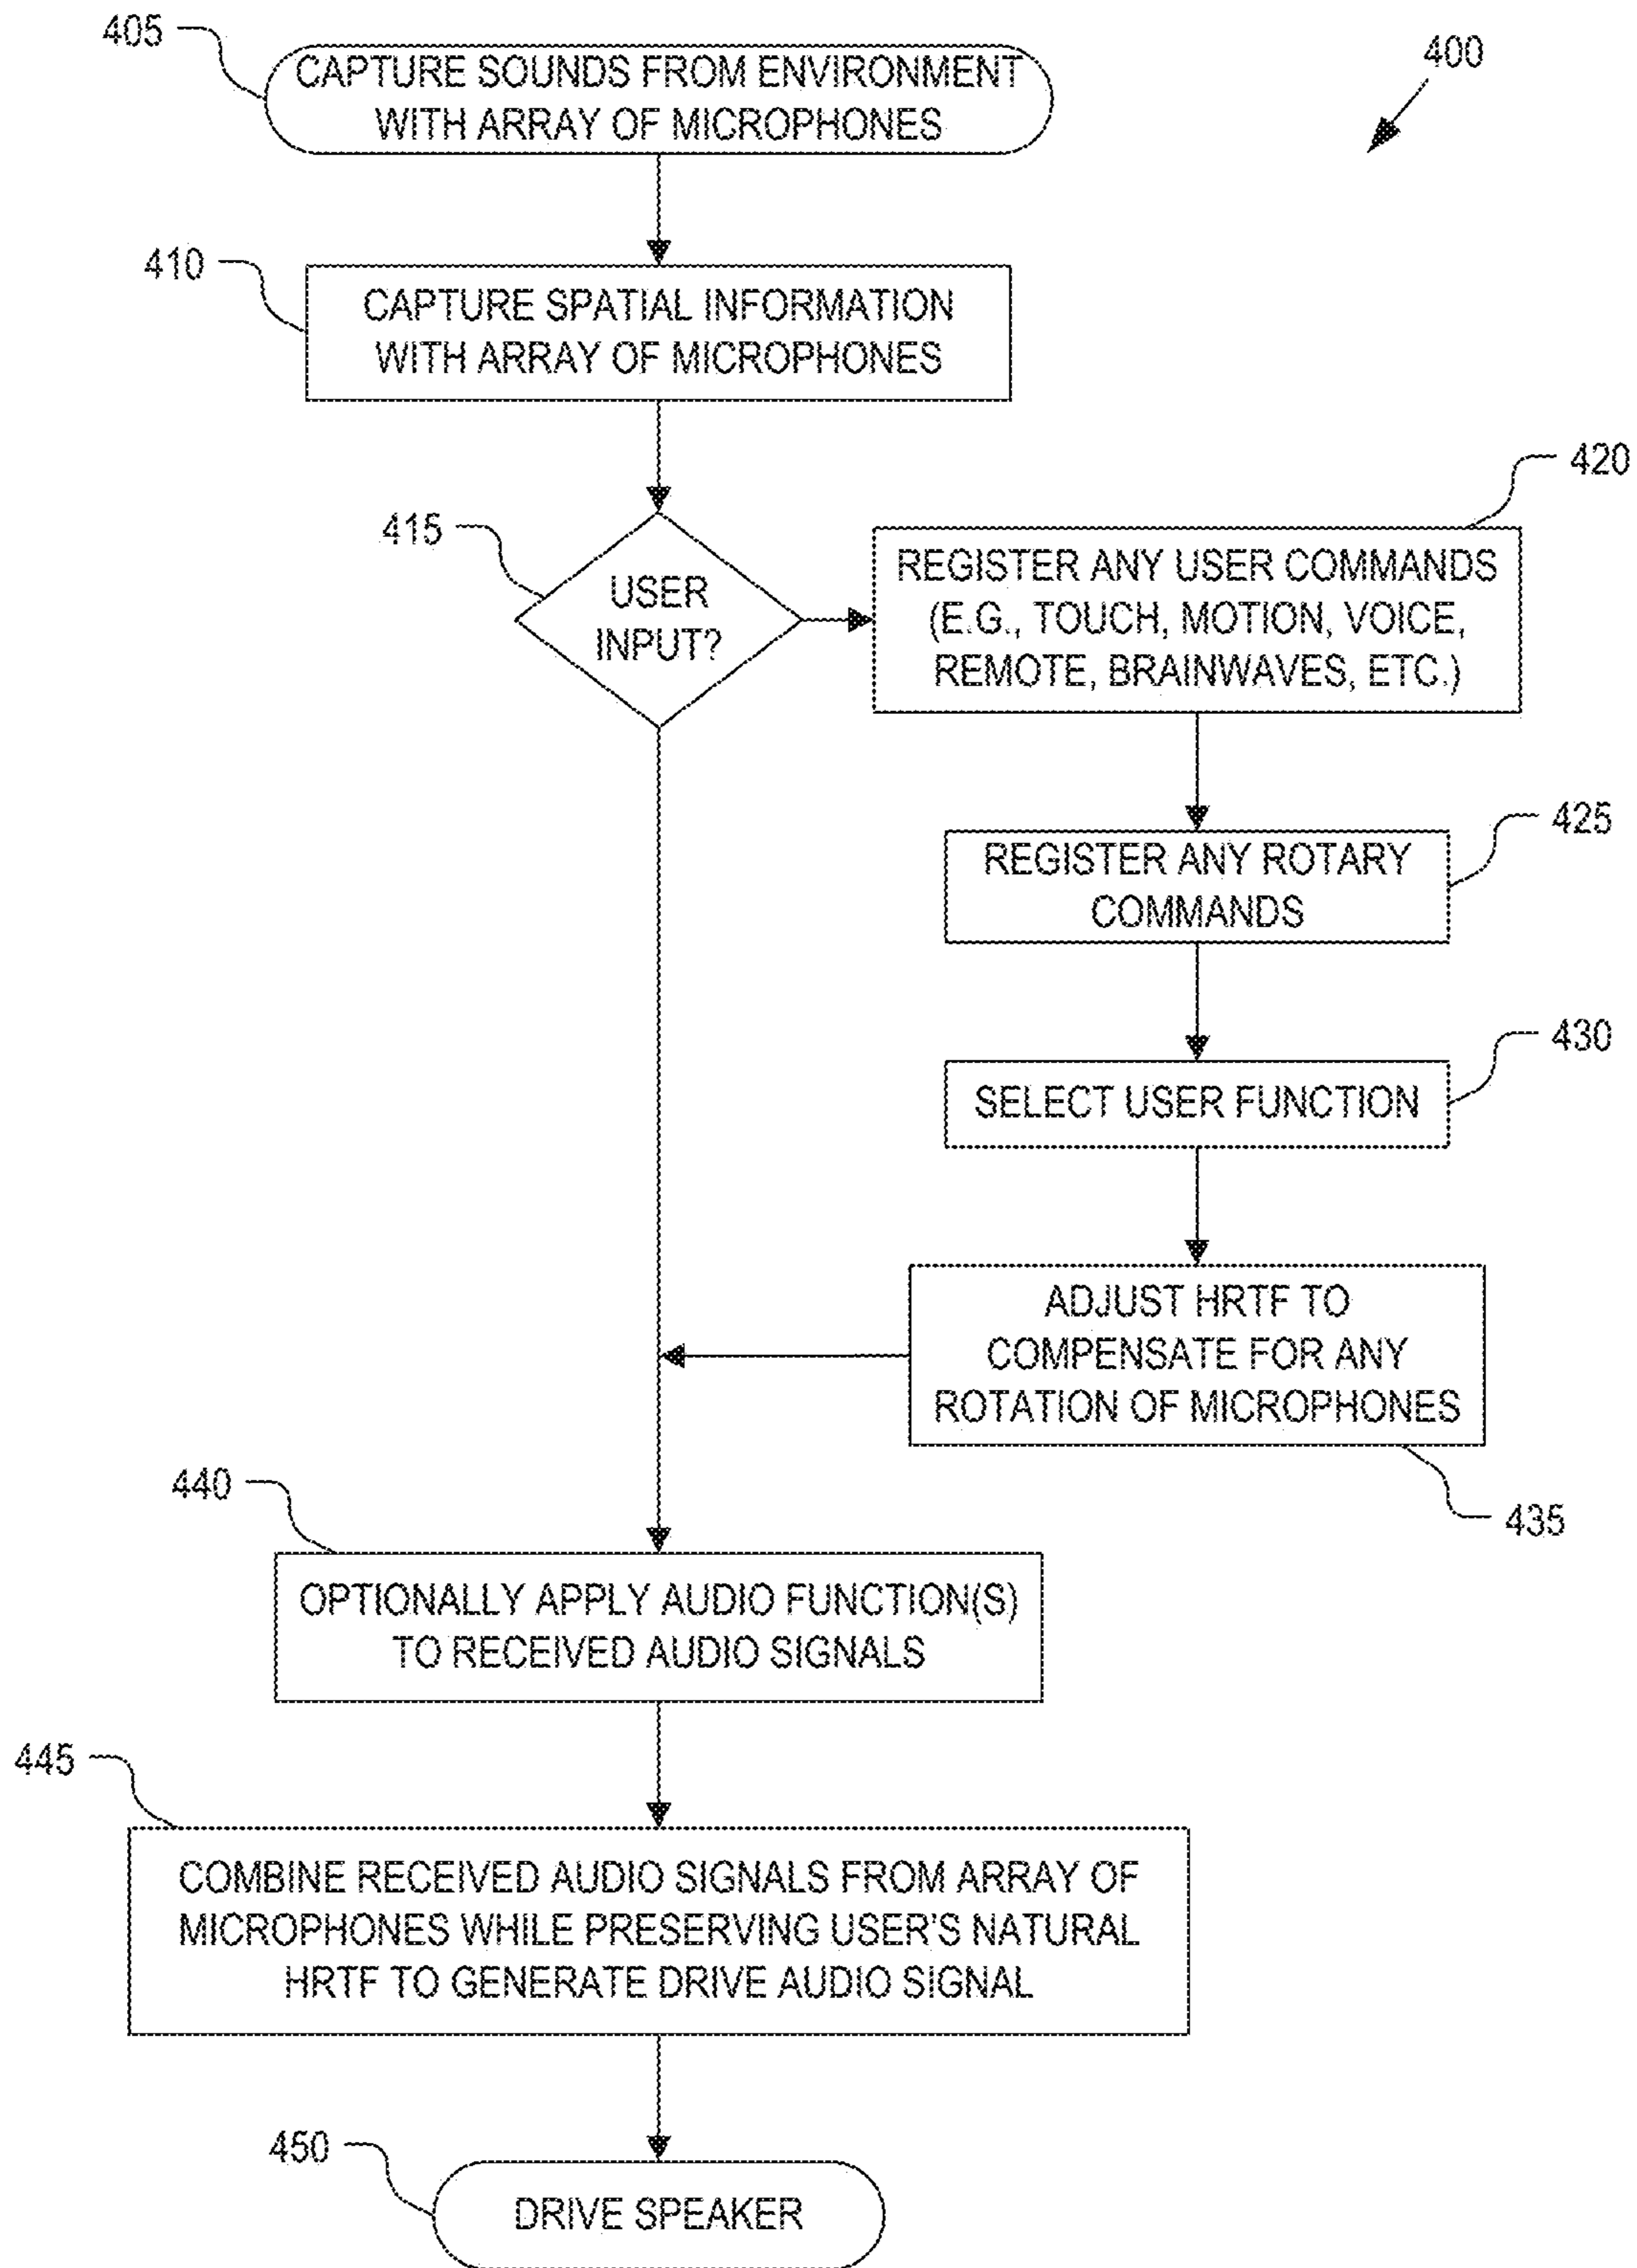 405
CAPTURE SOUNDS FROM ENVIRONMENT
WITH ARRAY OF MICROPHONES
400
410
CAPTURE SPATIAL INFORMATION
WITH ARRAY OF MICROPHONES
415
USER
INPUT?
420
REGISTER ANY USER COMMANDS
(E.G., TOUCH, MOTION, VOICE,
REMOTE, BRAINWAVES, ETC.)
425
REGISTER ANY ROTARY
COMMANDS
430
SELECT USER FUNCTION
ADJUST HRTF TO
COMPENSATE FOR ANY
ROTATION OF MICROPHONES
435
440
OPTIONALLY APPLY AUDIO FUNCTION(S)
TO RECEIVED AUDIO SIGNALS
445
COMBINE RECEIVED AUDIO SIGNALS FROM ARRAY OF
MICROPHONES WHILE PRESERVING USER'S NATURAL
HRTF TO GENERATE DRIVE AUDIO SIGNAL
450
DRIVE SPEAKER